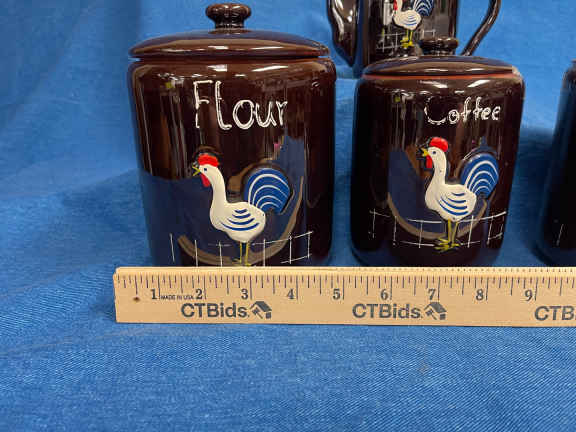 Flour
Coffee
1 MADE IN USA 2 3 4 5 6 7 8 9
CTBids. CTBids. CTB